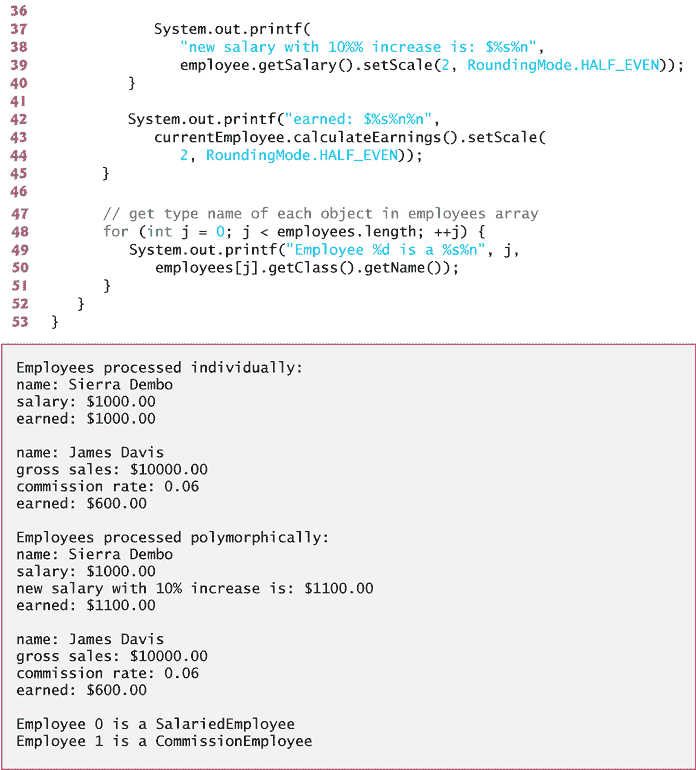 36
37 System.out.printf(
38 "new salary with 10%% increase is: $%s%n",
39 employee.getSalary().setScale(2, RoundingMode.HALF_EVEN));
40 }
41
42 System.out.printf("earned: $%s%n%n",
43 currentEmployee.calculateEarnings().setScale(
44 2, RoundingMode.HALF_EVEN));
45 }
46
47 // get type name of each object in employees array
48 for (int j = 0; j < employees.length; ++j) {
49 System.out.printf("Employee %d is a %s%n", j,
50 employees[j].getClass().getName());
51 }
52 }
53 }
Employees processed individually:
name: Sierra Dembo
salary: $1000.00
earned: $1000.00
name: James Davis
gross sales: $10000.00
commission rate: 0.06
earned: $600.00
Employees processed polymorphically:
name: Sierra Dembo
salary: $1000.00
new salary with 10% increase is: $1100.00
earned: $1100.00
name: James Davis
gross sales: $10000.00
commission rate: 0.06
earned: $600.00
Employee 0 is a SalariedEmployee
Employee 1 is a CommissionEmployee